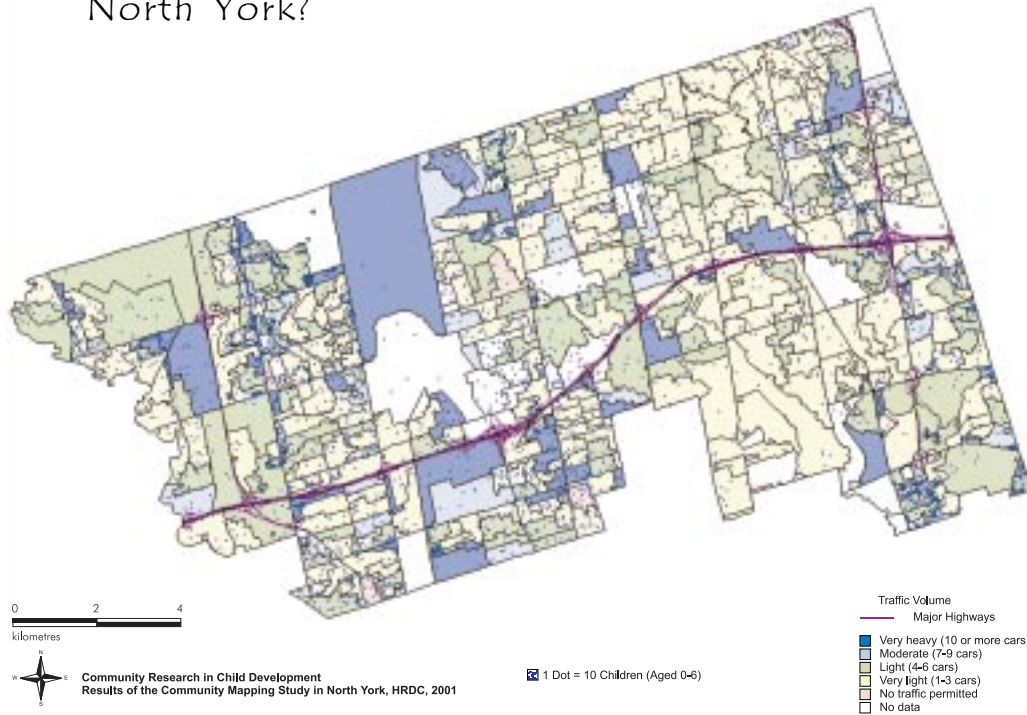 North York?
0 2 4
kilometres
N
W E
S
Community Research in Child Development
Results of the Community Mapping Study in North York, HRDC, 2001
1 Dot = 10 Children (Aged 0-6)
Traffic Volume
Major Highways
Very heavy (10 or more cars
Moderate (7-9 cars)
Light (4-6 cars)
Very light (1-3 cars)
No traffic permitted
No data